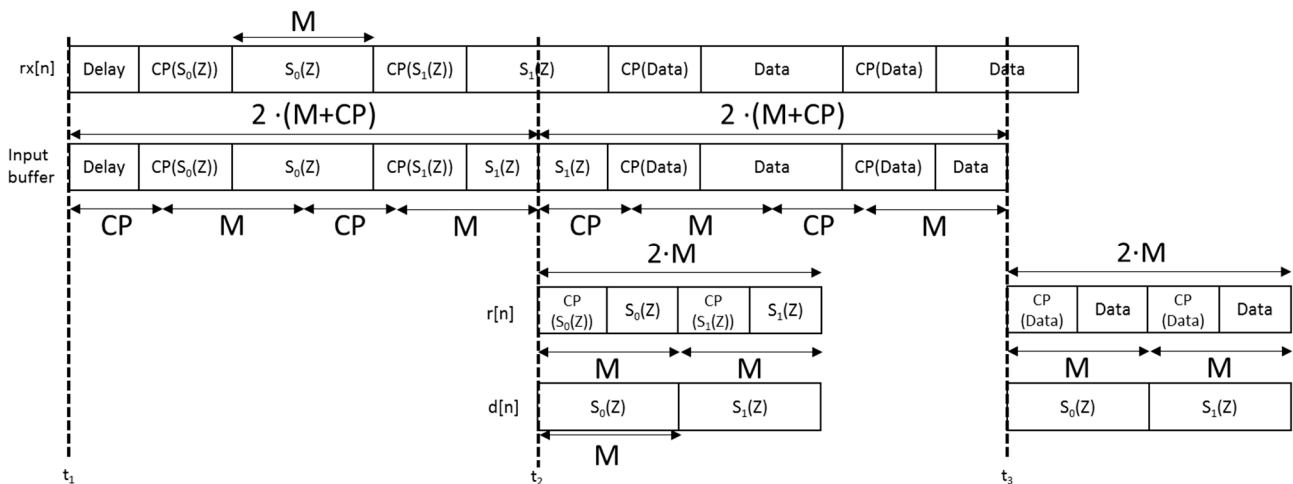 M
rx[n] Delay CP(S₀(Z)) S₀(Z) CP(S₁(Z)) S₁(Z) CP(Data) Data CP(Data) Data
2 ·(M+CP) 2 ·(M+CP)
Input
buffer
Delay CP(S₀(Z)) S₀(Z) CP(S₁(Z)) S₁(Z) S₁(Z) CP(Data) Data CP(Data) Data
CP M CP M CP M CP M
2·M 2·M
r[n] CP
(S₀(Z))
S₀(Z) CP
(S₁(Z))
S₁(Z) CP
(Data)
Data CP
(Data)
Data
M M M M
d[n] S₀(Z) S₁(Z) S₀(Z) S₁(Z)
M
t₁ t₂ t₃